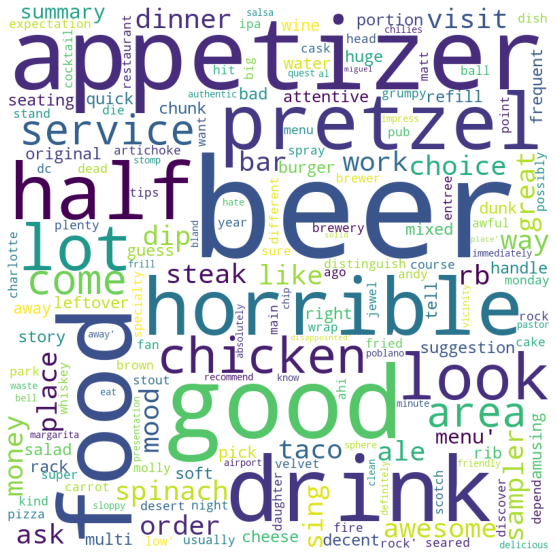 summary
salsa
ipa
wine
dinner
portion
visit
dish
expectation
cocktail
restaurant
big
water
cask
head
appetizer
frequent
seating
quick
hit
huge
matt
ball
refill
stand
die
chunk
authentic
quest
al
miguel
chilies
attentive
grumpy
bad
service
want
pretzel
point
original
artichoke
menu
spray
pub
impress
dc
dead
stomp
tips
bar
burger
work
choice
brewer
possibly
great
half
beer
lot
plenty
year
brewery
different
mixed
entree
dunk
awful
way
charlotte
come
dip
guess
hate
sure
bland
distinguish
course
immediately
place'
solid
frill
steak
like
rb
handle
monday
away
leftover
specialty
away'
ago
andy
jewel
story
fan
main
right
tell
rock
pastor
wrap
chip
vicinity
horrible
food
place
mood
chicken
fried
cake
disappointed
absolutely
suggestion
look
park
waste
bell
whiskey
brown
stout
eat
recommend
know
poblano
ahi
good
area
money
margarita
salad
presentation
molly
pick
airport
taco
minute
ale
menu'
rib
depend
amusing
rack
super
soft
velvet
sphere
clean
scotch
discover
sampler
carrot
spinach
sing
daughter
definitely
friendly
kind
pizza
sloppy
desert
night
fire
rock'
seared
drink
ask
multi
low'
order
usually
cheese
decent
awesome
delicious